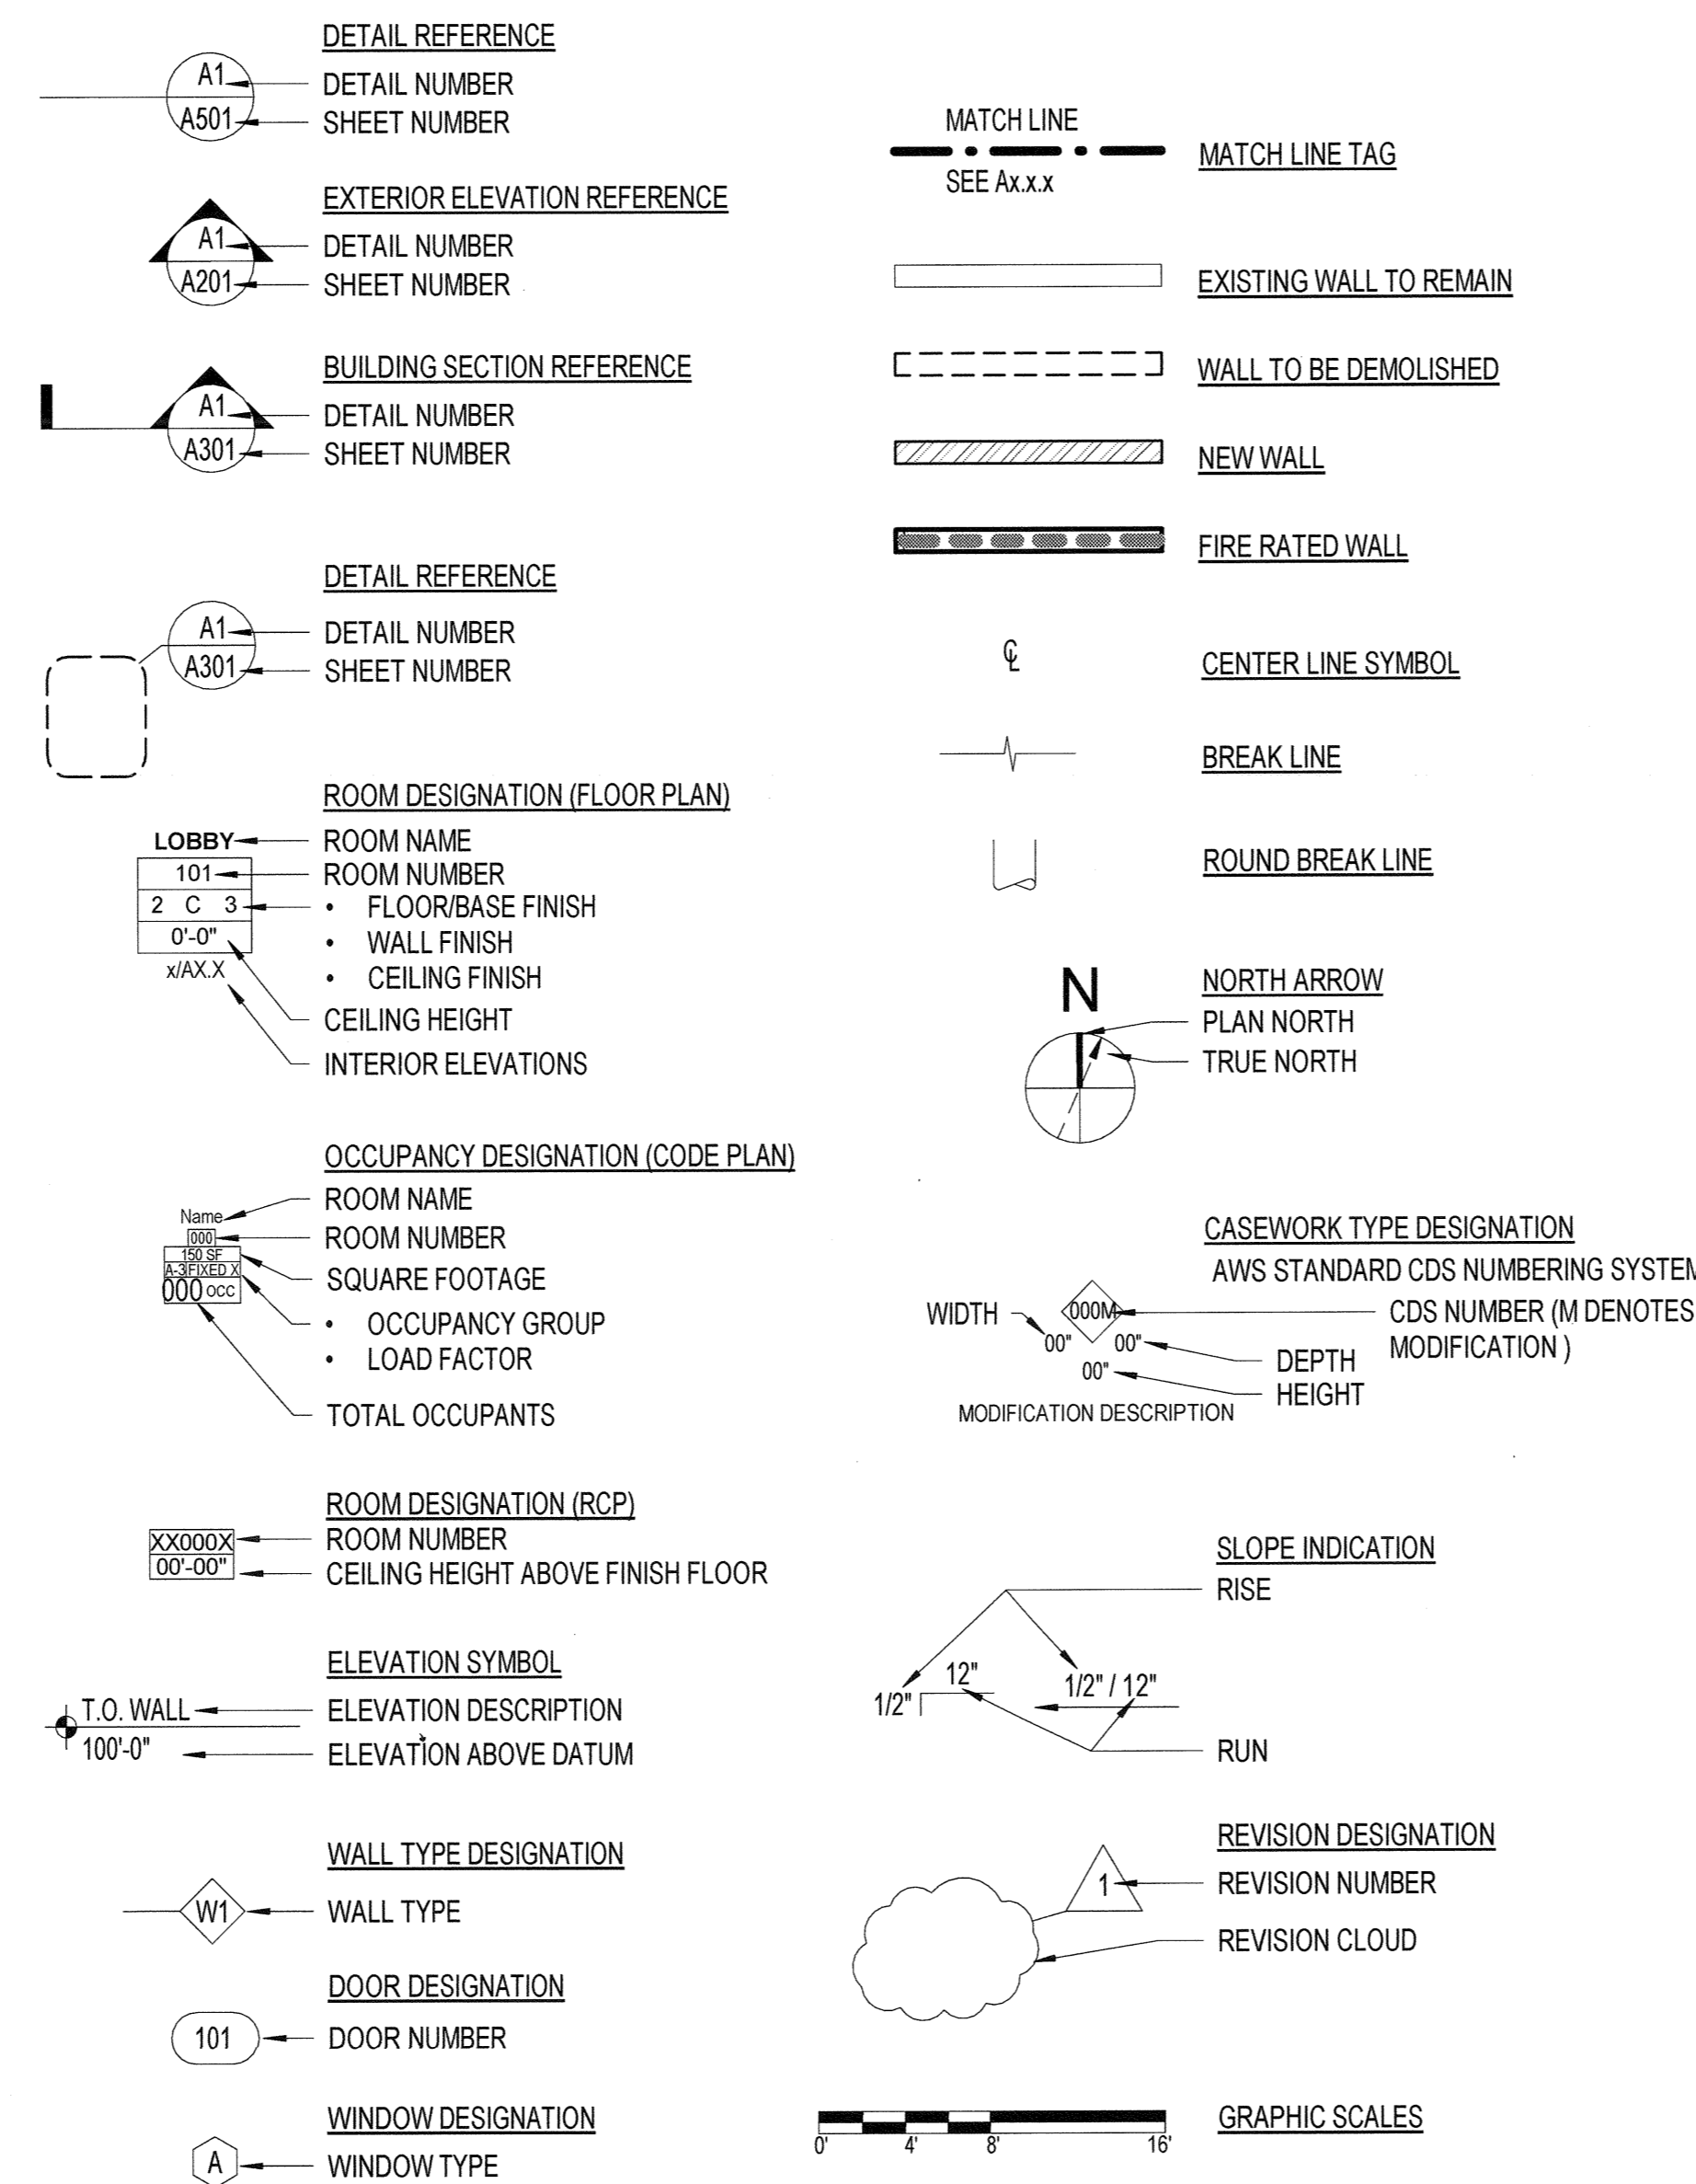 DETAIL REFERENCE
A1
DETAIL NUMBER
A501
SHEET NUMBER
EXTERIOR ELEVATION REFERENCE
A1
DETAIL NUMBER
A201
SHEET NUMBER
BUILDING SECTION REFERENCE
A1
DETAIL NUMBER
A301
SHEET NUMBER
DETAIL REFERENCE
A1
DETAIL NUMBER
A301
SHEET NUMBER
ROOM DESIGNATION (FLOOR PLAN)
LOBBY
ROOM NAME
101
ROOM NUMBER
2 C 3
• FLOOR/BASE FINISH
• WALL FINISH
• CEILING FINISH
0'-0"
CEILING HEIGHT
x/AX.X
INTERIOR ELEVATIONS
OCCUPANCY DESIGNATION (CODE PLAN)
Name
ROOM NAME
000
ROOM NUMBER
150 SF
SQUARE FOOTAGE
A-3 FIXED X
• OCCUPANCY GROUP
• LOAD FACTOR
000 OCC
TOTAL OCCUPANTS
ROOM DESIGNATION (RCP)
XX000X
ROOM NUMBER
00'-00"
CEILING HEIGHT ABOVE FINISH FLOOR
ELEVATION SYMBOL
T.O. WALL
ELEVATION DESCRIPTION
100'-0"
ELEVATION ABOVE DATUM
WALL TYPE DESIGNATION
W1
WALL TYPE
DOOR DESIGNATION
101
DOOR NUMBER
WINDOW DESIGNATION
A
WINDOW TYPE
MATCH LINE
SEE Ax.x.x
MATCH LINE TAG
EXISTING WALL TO REMAIN
WALL TO BE DEMOLISHED
NEW WALL
FIRE RATED WALL
℄
CENTER LINE SYMBOL
BREAK LINE
ROUND BREAK LINE
N
NORTH ARROW
PLAN NORTH
TRUE NORTH
CASEWORK TYPE DESIGNATION
AWS STANDARD CDS NUMBERING SYSTEM
WIDTH
000M
CDS NUMBER (M DENOTES
MODIFICATION )
00"
00"
DEPTH
00"
HEIGHT
MODIFICATION DESCRIPTION
SLOPE INDICATION
RISE
12"
1/2"
1/2" / 12"
RUN
REVISION DESIGNATION
1
REVISION NUMBER
REVISION CLOUD
GRAPHIC SCALES
0' 4' 8' 16'